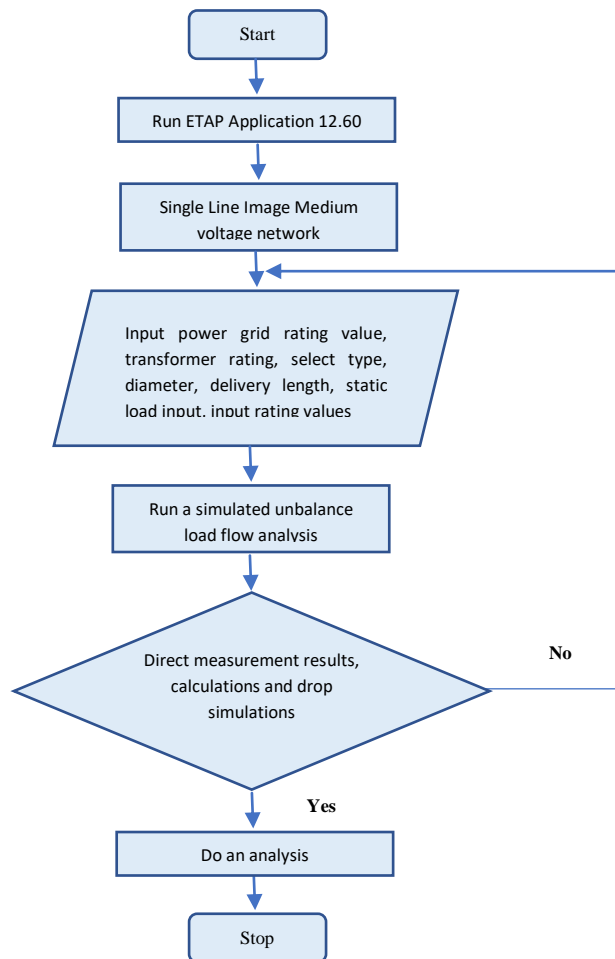 Start
Run ETAP Application 12.60
Single Line Image Medium
voltage network
Input power grid rating value,
transformer rating, select type,
diameter, delivery length, static
load input, input rating values
Run a simulated unbalance
load flow analysis
Direct measurement results,
calculations and drop
simulations
No
Yes
Do an analysis
Stop